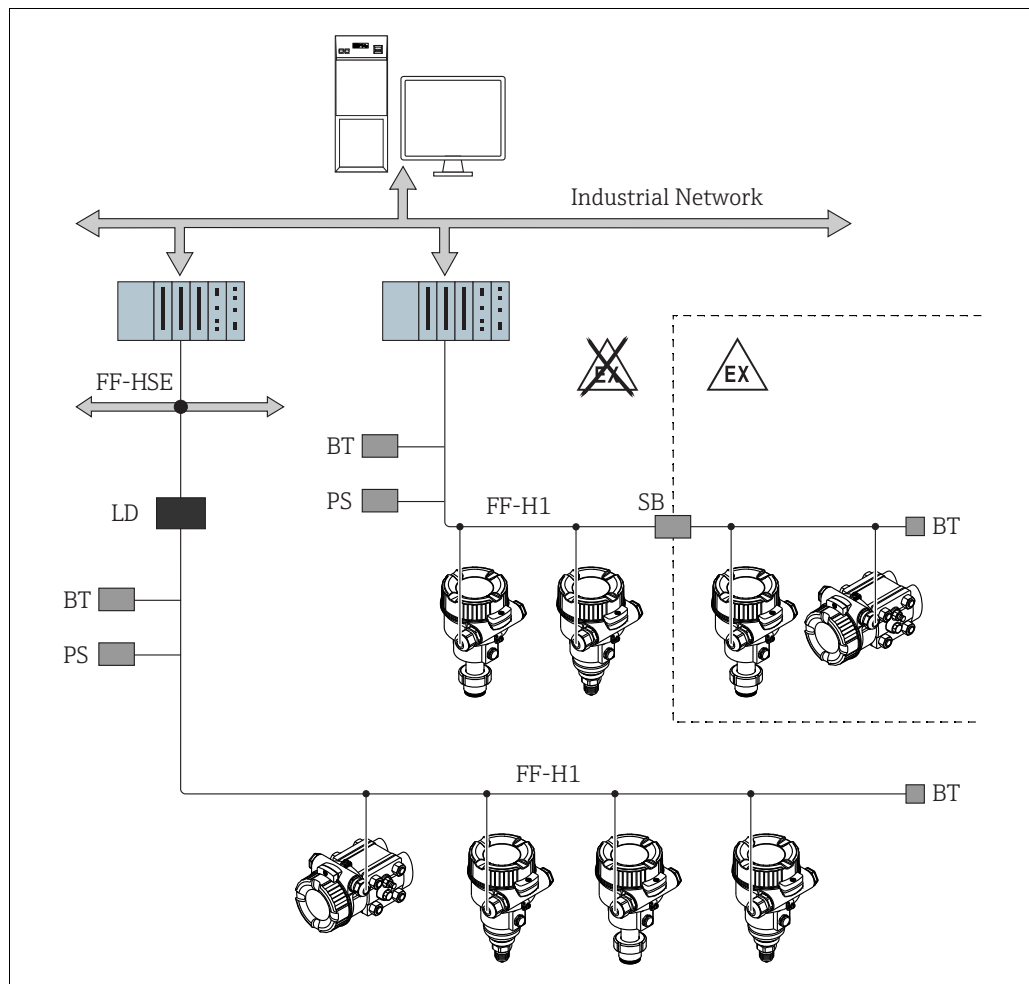 Industrial Network
FF-HSE
EX
EX
BT
PS
FF-H1
SB
BT
LD
BT
PS
FF-H1
BT